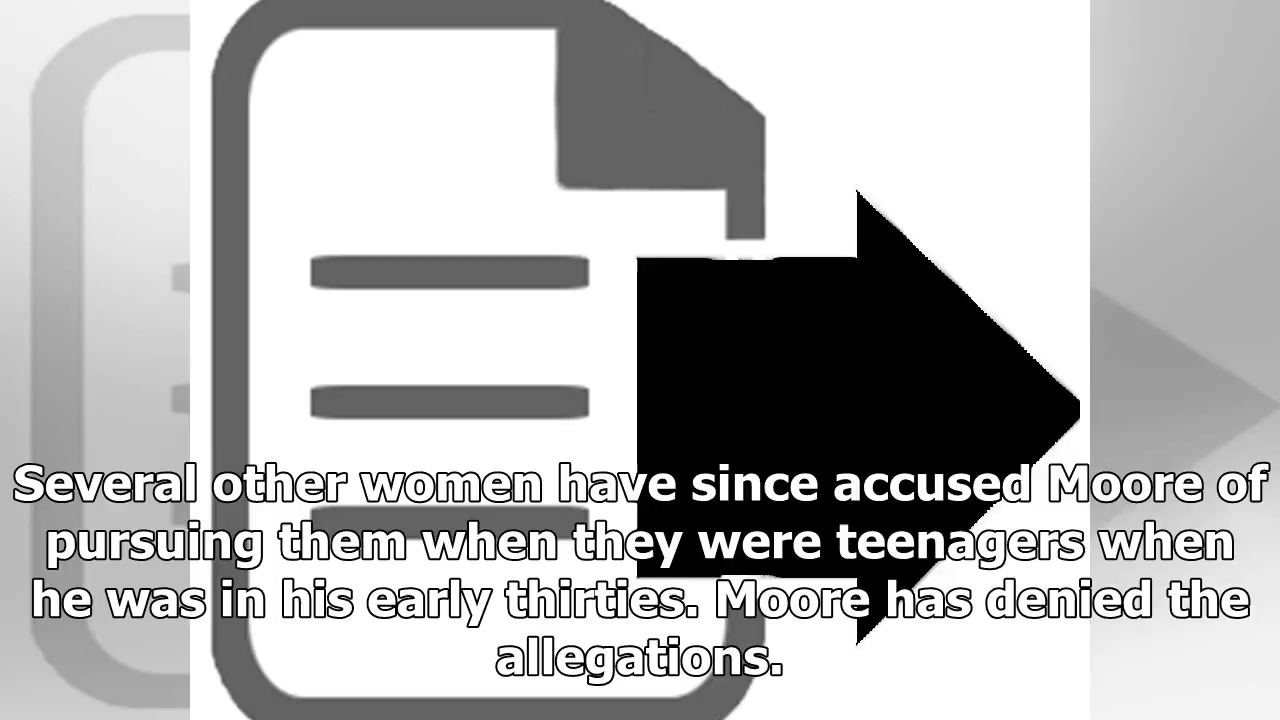 Several other women have since accused Moore of
pursuing them when they were teenagers when
he was in his early thirties. Moore has denied the
allegations.